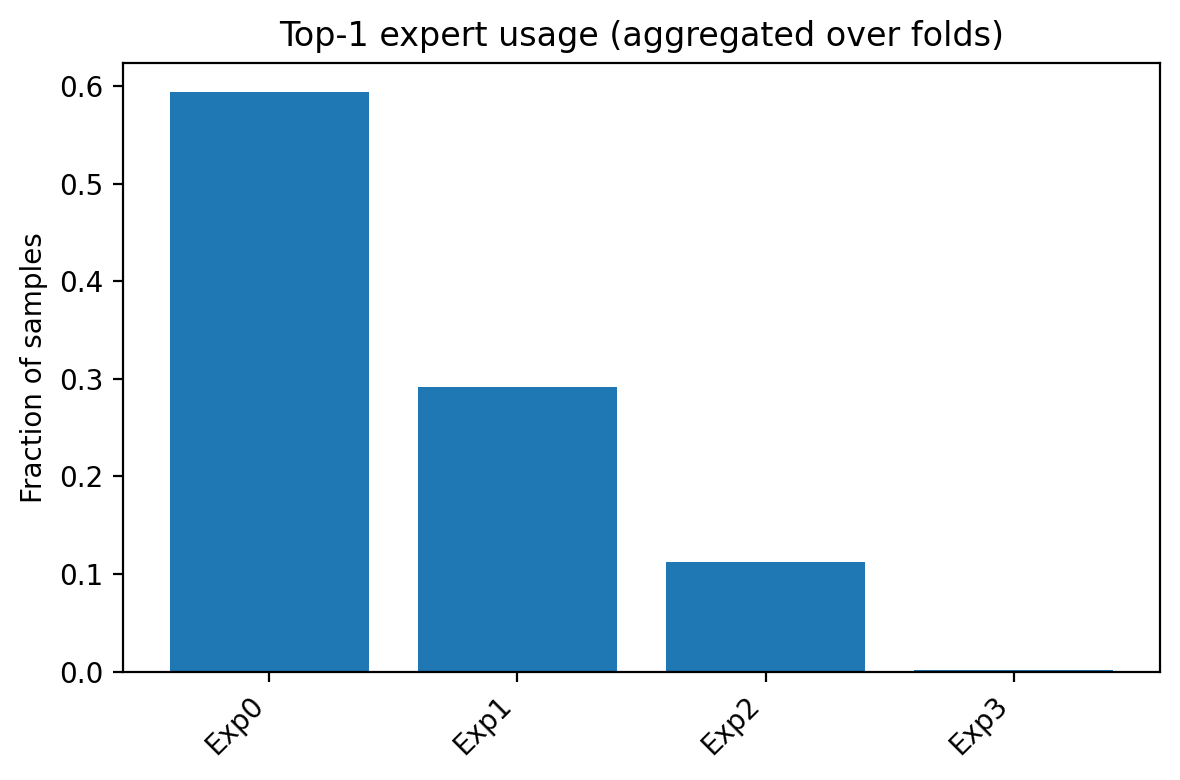 Top-1 expert usage (aggregated over folds)
Fraction of samples
0.6
0.5
0.4
0.3
0.2
0.1
0.0
Exp0
Exp1
Exp2
Exp3